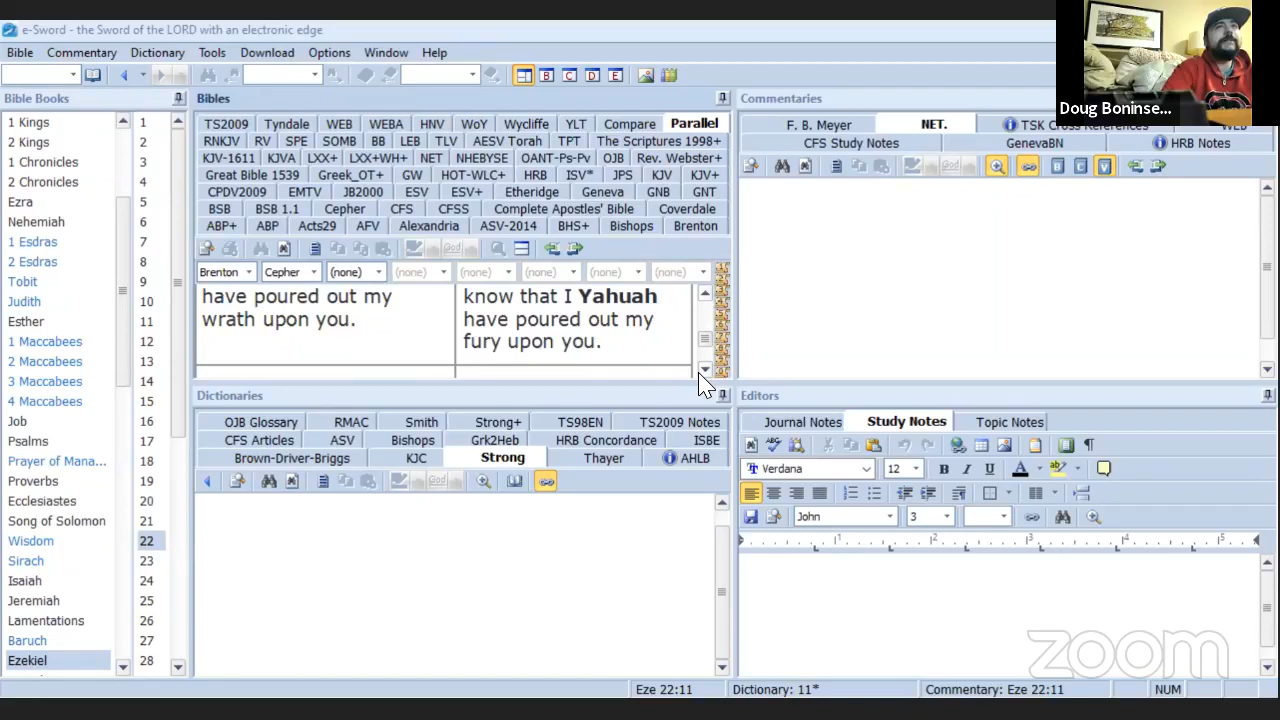 e-Sword - the Sword of the LORD with an electronic edge
Bible Commentary Dictionary Tools Download Options Window Help
Doug Boninse...
Bible Books
1 Kings
2 Kings
1 Chronicles
2 Chronicles
Ezra
Nehemiah
1 Esdras
2 Esdras
Tobit
Judith
Esther
1 Maccabees
2 Maccabees
3 Maccabees
4 Maccabees
Job
Psalms
Prayer of Mana...
Proverbs
Ecclesiastes
Song of Solomon
Wisdom
Sirach
Isaiah
Jeremiah
Lamentations
Baruch
Ezekiel
1
2
3
4
5
6
7
8
9
10
11
12
13
14
15
16
17
18
19
20
21
22
23
24
25
26
27
28
Bibles
TS2009 Tyndale WEB WEBA HNV WoY Wycliffe YLT Compare Parallel
RNKJV RV SPE SOMB BB LEB TLV AESV Torah TPT The Scriptures 1998+
KJV-1611 KJVA LXX+ LXX+WH+ NET NHEBYSE OANT-Ps-Pv OJB Rev. Webster+
Great Bible 1539 Greek_OT+ GW HOT-WLC+ HRB ISV* JPS KJV KJV+
CPDV2009 EMTV JB2000 ESV ESV+ Etheridge Geneva GNB GNT
BSB BSB 1.1 Cepher CFS CFSS Complete Apostles' Bible Coverdale
ABP+ ABP Acts29 AFV Alexandria ASV-2014 BHS+ Bishops Brenton
Brenton Cepher (none) (none) (none) (none) (none) (none)
have poured out my
wrath upon you.
know that I Yahuah
have poured out my
fury upon you.
Commentaries
F. B. Meyer NET. TSK Cross References WEB
CFS Study Notes GenevaBN HRB Notes
Dictionaries
OJB Glossary RMAC Smith Strong+ TS98EN TS2009 Notes
CFS Articles ASV Bishops Grk2Heb HRB Concordance ISBE
Brown-Driver-Briggs KJC Strong Thayer AHLB
Editors
Journal Notes Study Notes Topic Notes
Verdana 12 B I U A ab
John 3
1 2 3 4 5
zoom
Eze 22:11 Dictionary: 11* Commentary: Eze 22:11 NUM